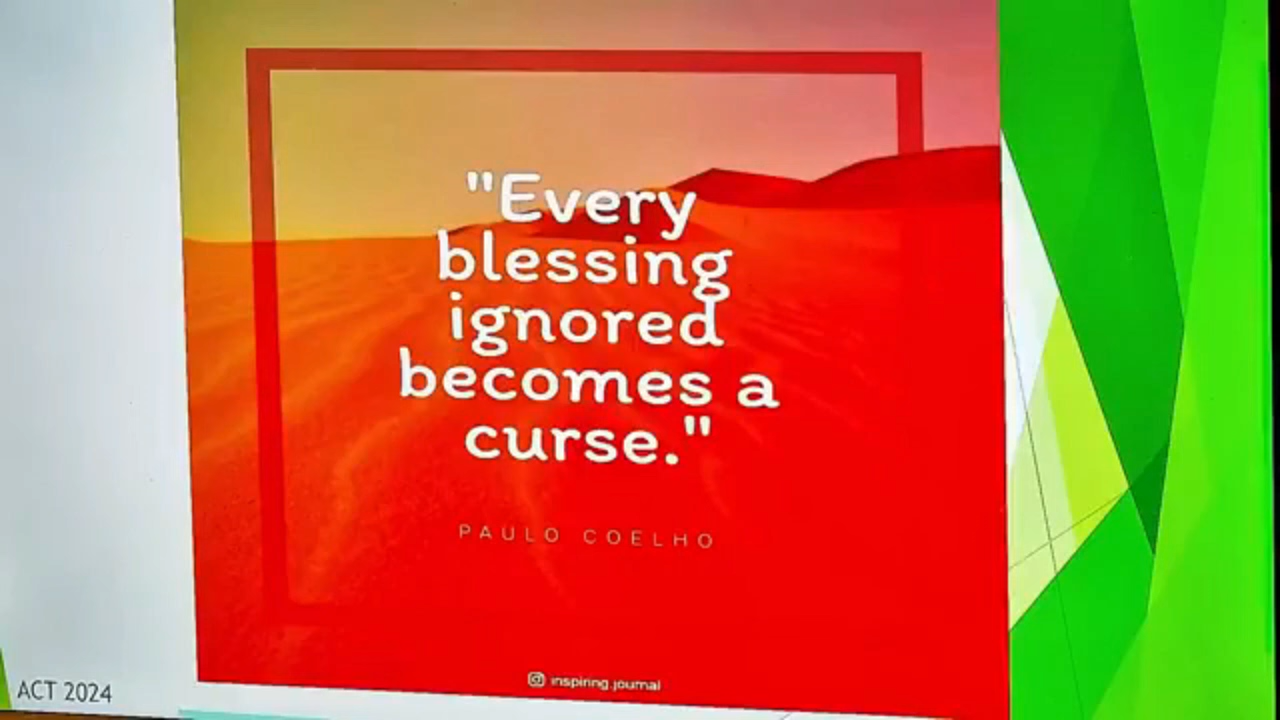 "Every
blessing
ignored
becomes a
curse."
PAULO COELHO
inspiring.journal
ACT 2024